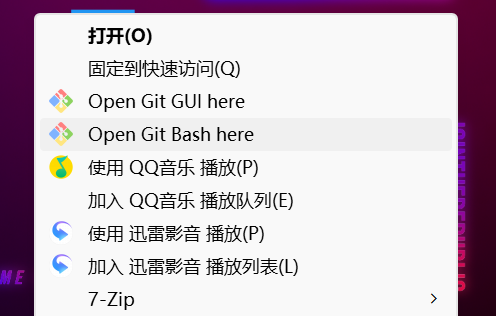 打开(O)
固定到快速访问(Q)
Open Git GUI here
Open Git Bash here
使用 QQ音乐 播放(P)
加入 QQ音乐 播放队列(E)
使用 迅雷影音 播放(P)
加入 迅雷影音 播放列表(L)
7-Zip